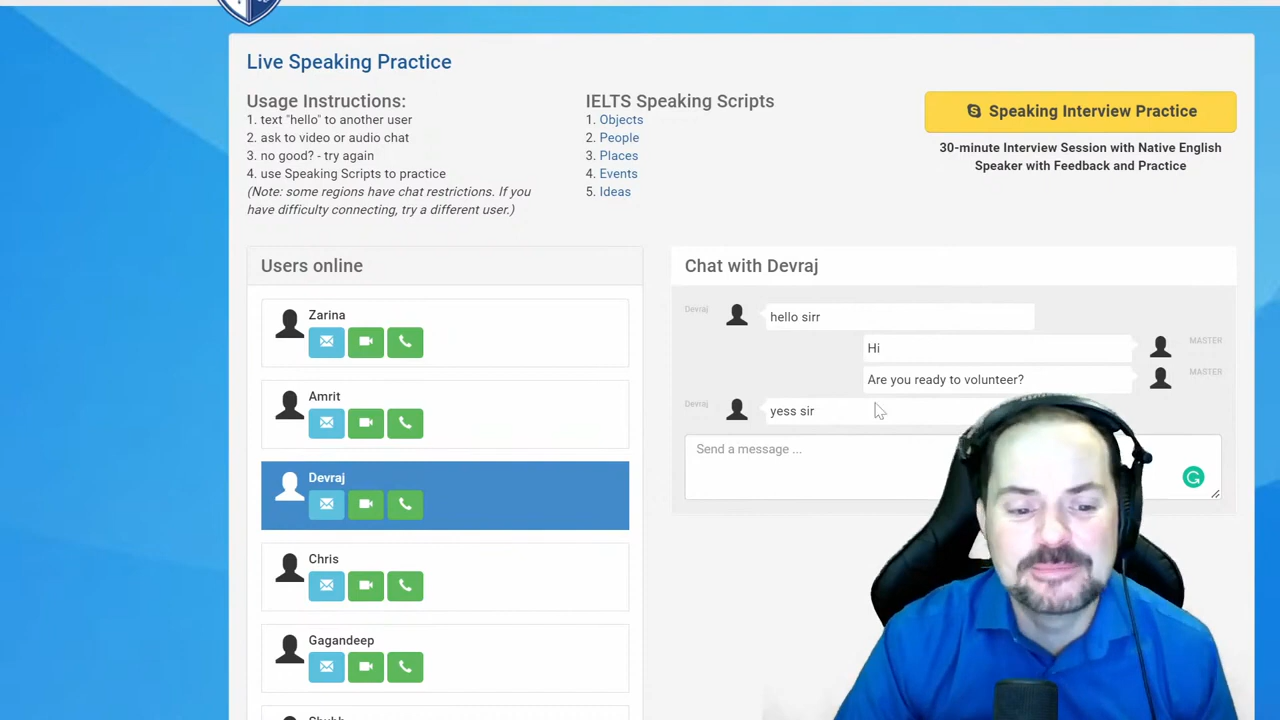 Live Speaking Practice
Usage Instructions:
1. text "hello" to another user
2. ask to video or audio chat
3. no good? - try again
4. use Speaking Scripts to practice
(Note: some regions have chat restrictions. If you
have difficulty connecting, try a different user.)
IELTS Speaking Scripts
1. Objects
2. People
3. Places
4. Events
5. Ideas
Speaking Interview Practice
30-minute Interview Session with Native English
Speaker with Feedback and Practice
Users online
Zarina
Amrit
Devraj
Chris
Gagandeep
Chat with Devraj
Devraj
hello sirr
Hi
MASTER
Are you ready to volunteer?
MASTER
Devraj
yess sir
Send a message ...